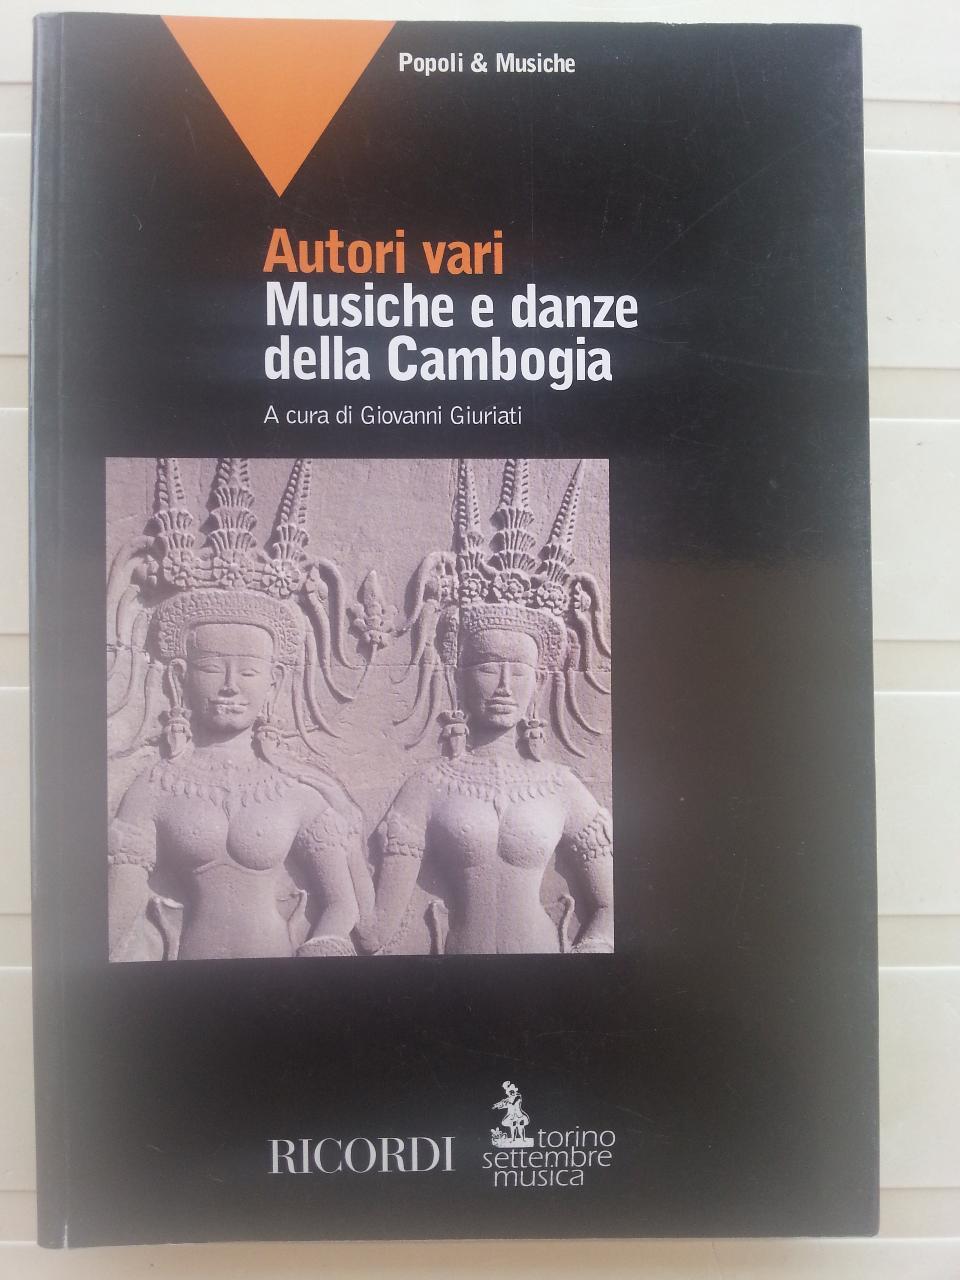 Popoli & Musiche
Autori vari
Musiche e danze
della Cambogia
A cura di Giovanni Giuriati
RICORDI
torino
settembre
musica